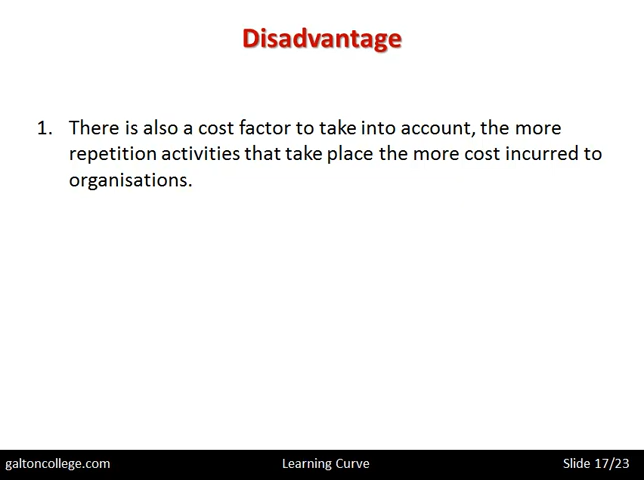 Disadvantage
1. There is also a cost factor to take into account, the more
repetition activities that take place the more cost incurred to
organisations.
galtoncollege.com Learning Curve Slide 17/23